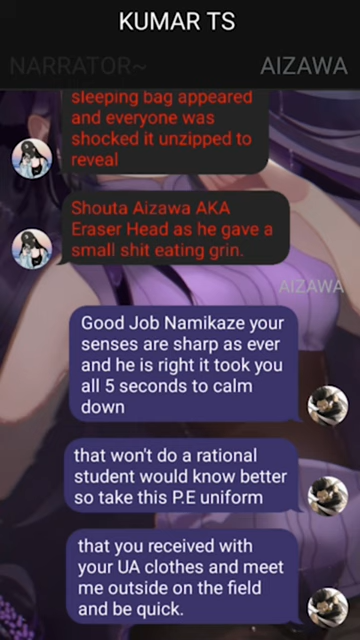 KUMAR TS
NARRATOR~
AIZAWA
sleeping bag appeared
and everyone was
shocked it unzipped to
reveal
Shouta Aizawa AKA
Eraser Head as he gave a
small shit eating grin.
AIZAWA
Good Job Namikaze your
senses are sharp as ever
and he is right it took you
all 5 seconds to calm
down
that won't do a rational
student would know better
so take this P.E uniform
that you received with
your UA clothes and meet
me outside on the field
and be quick.